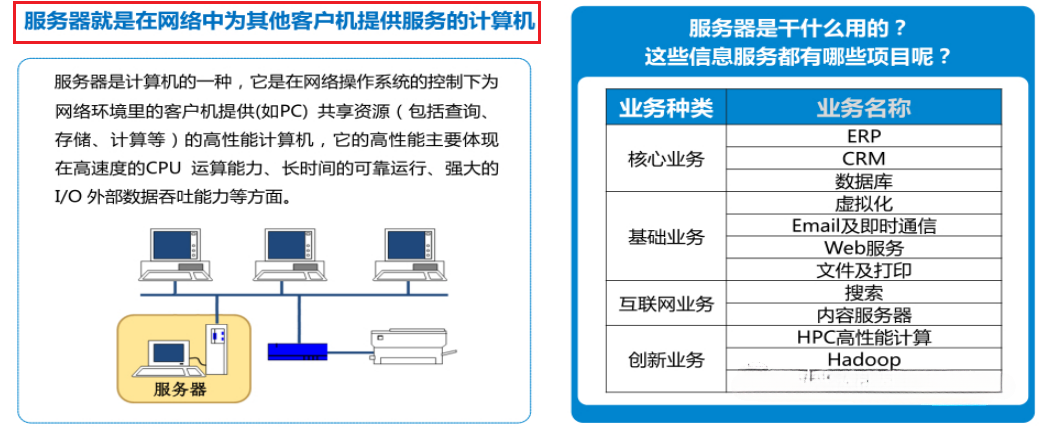 服务器就是在网络中为其他客户机提供服务的计算机
服务器是计算机的一种，它是在网络操作系统的控制下为
网络环境里的客户机提供(如PC) 共享资源（包括查询、
存储、计算等）的高性能计算机，它的高性能主要体现
在高速度的CPU 运算能力、长时间的可靠运行、强大的
I/O 外部数据吞吐能力等方面。
服务器
服务器是干什么用的？
这些信息服务都有哪些项目呢？
业务种类 业务名称
核心业务
ERP
CRM
数据库
基础业务
虚拟化
Email及即时通信
Web服务
文件及打印
互联网业务
搜索
内容服务器
创新业务
HPC高性能计算
Hadoop